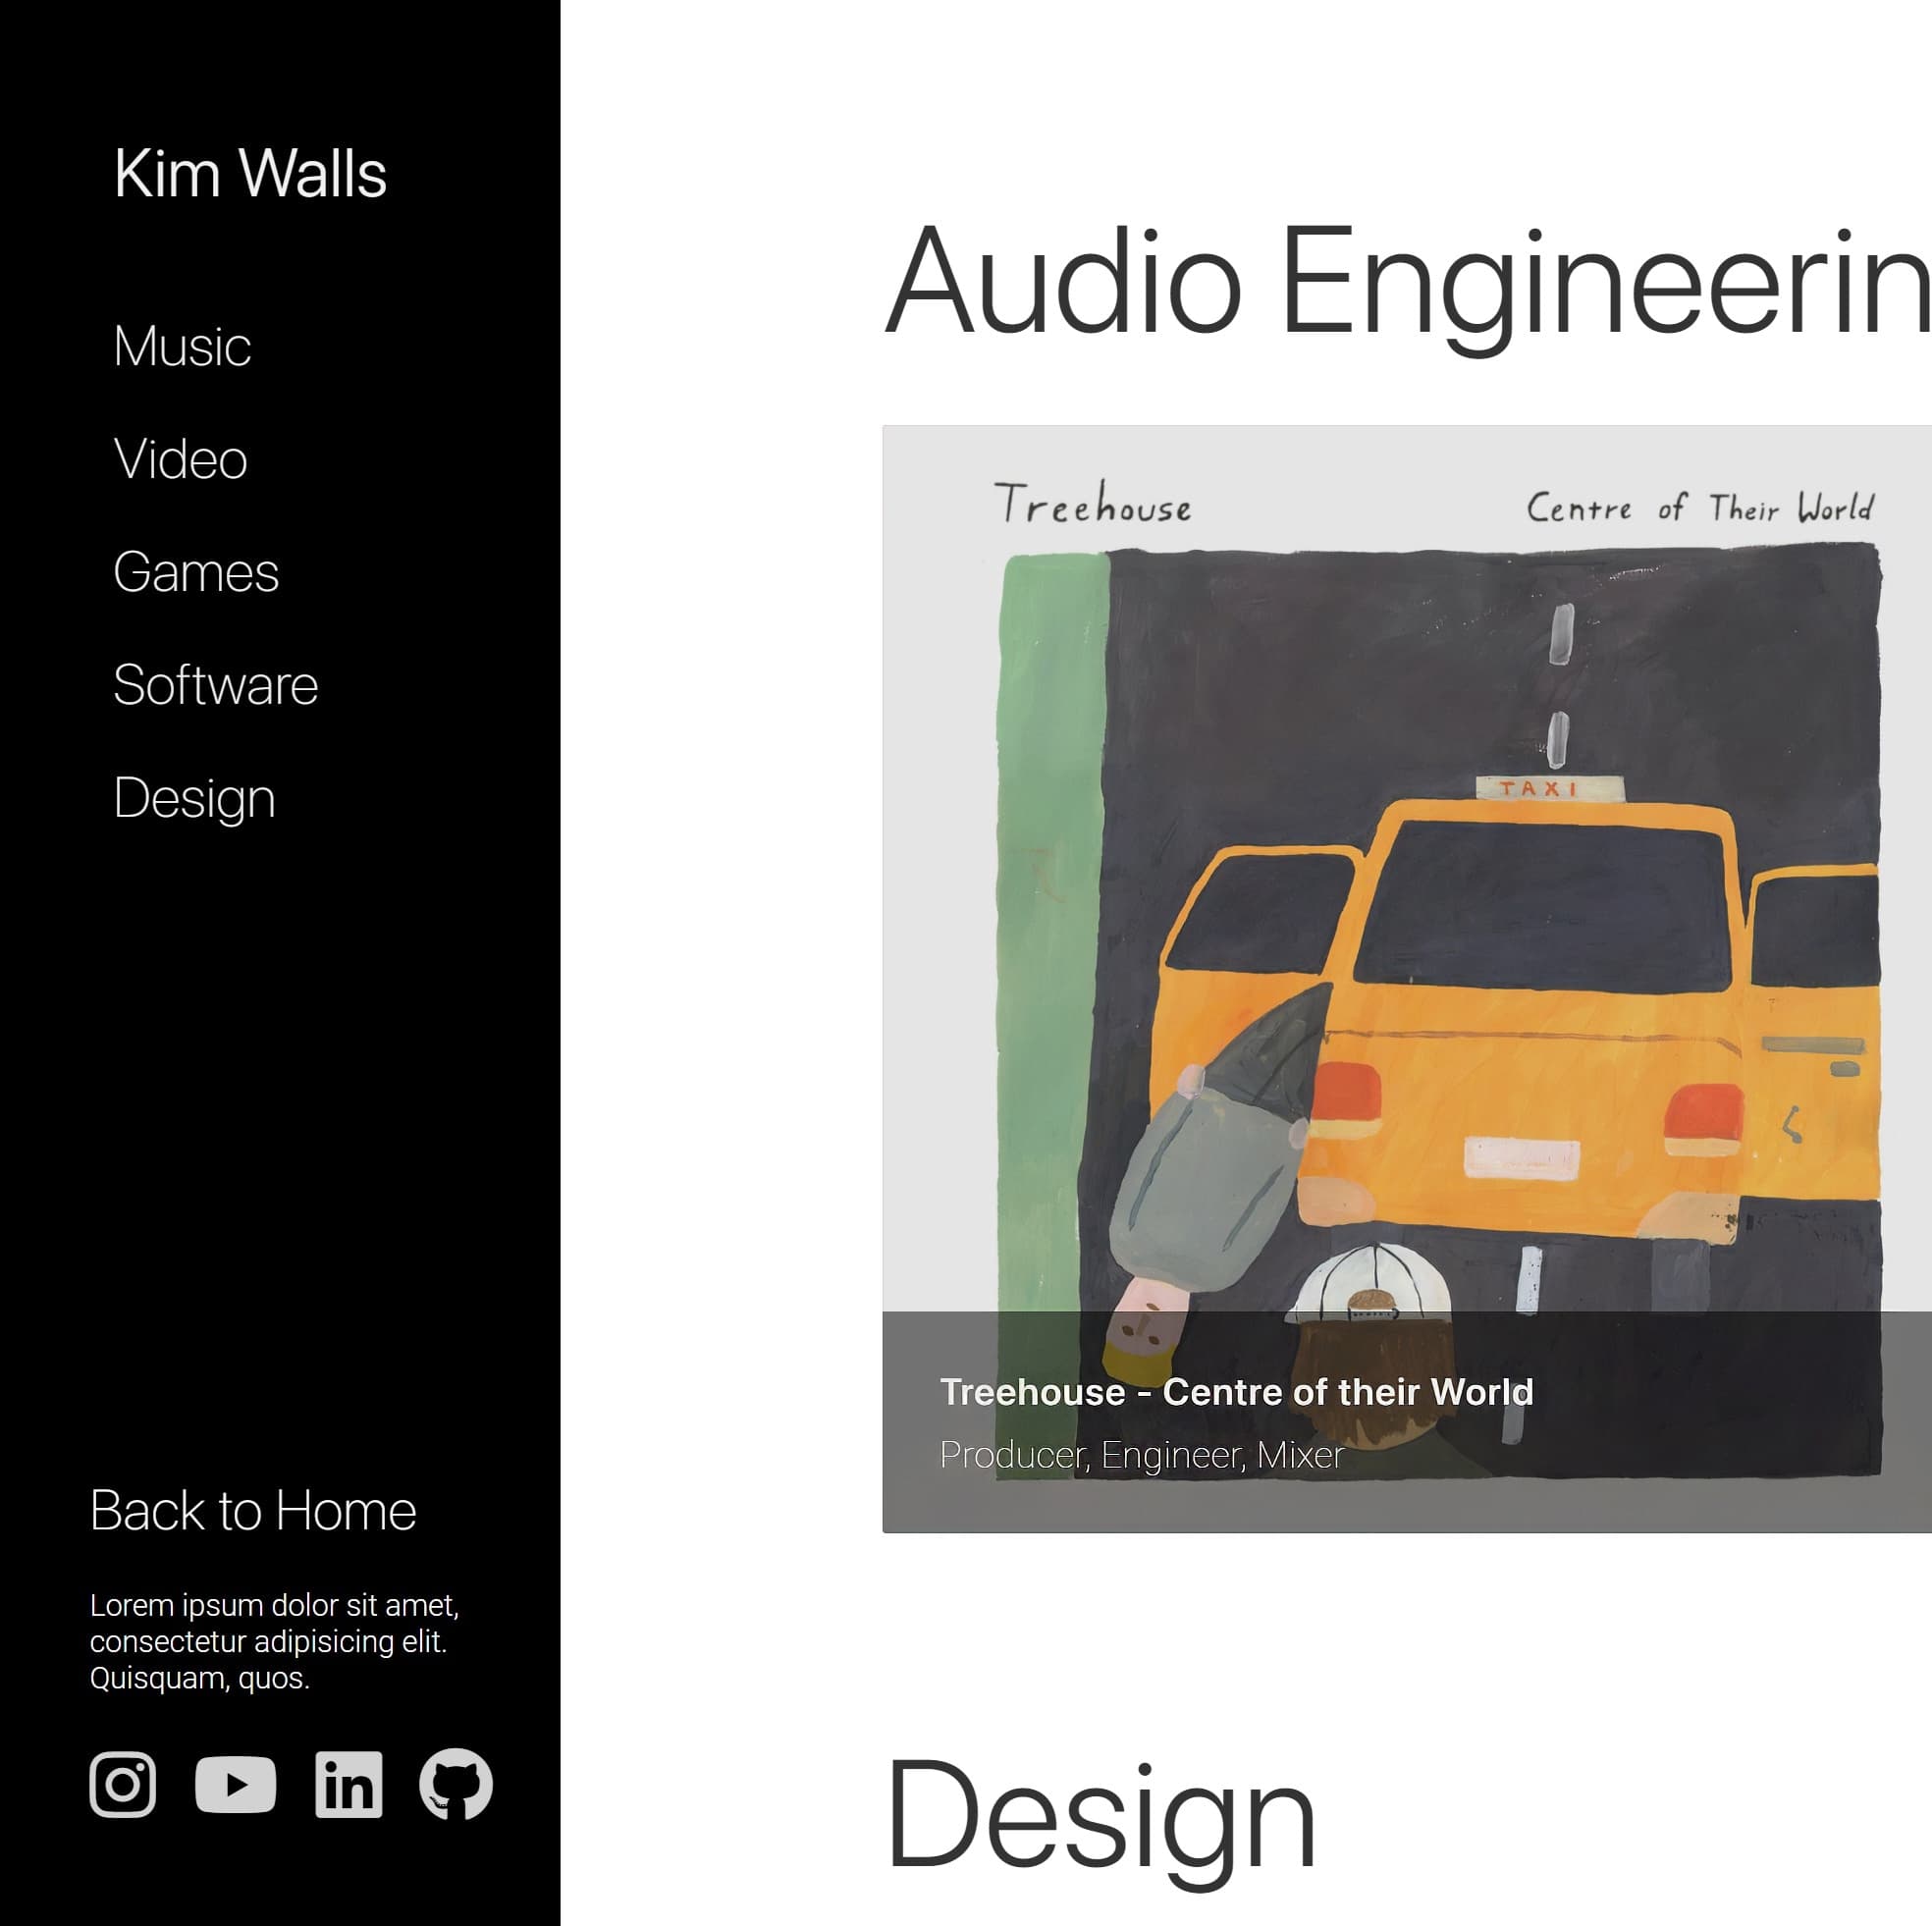 Kim Walls
Music
Video
Games
Software
Design
Back to Home
Lorem ipsum dolor sit amet,
consectetur adipisicing elit.
Quisquam, quos.
in
Audio Engineerin
Treehouse
Centre of Their World
TAXI
Treehouse - Centre of their World
Producer, Engineer, Mixer
Design